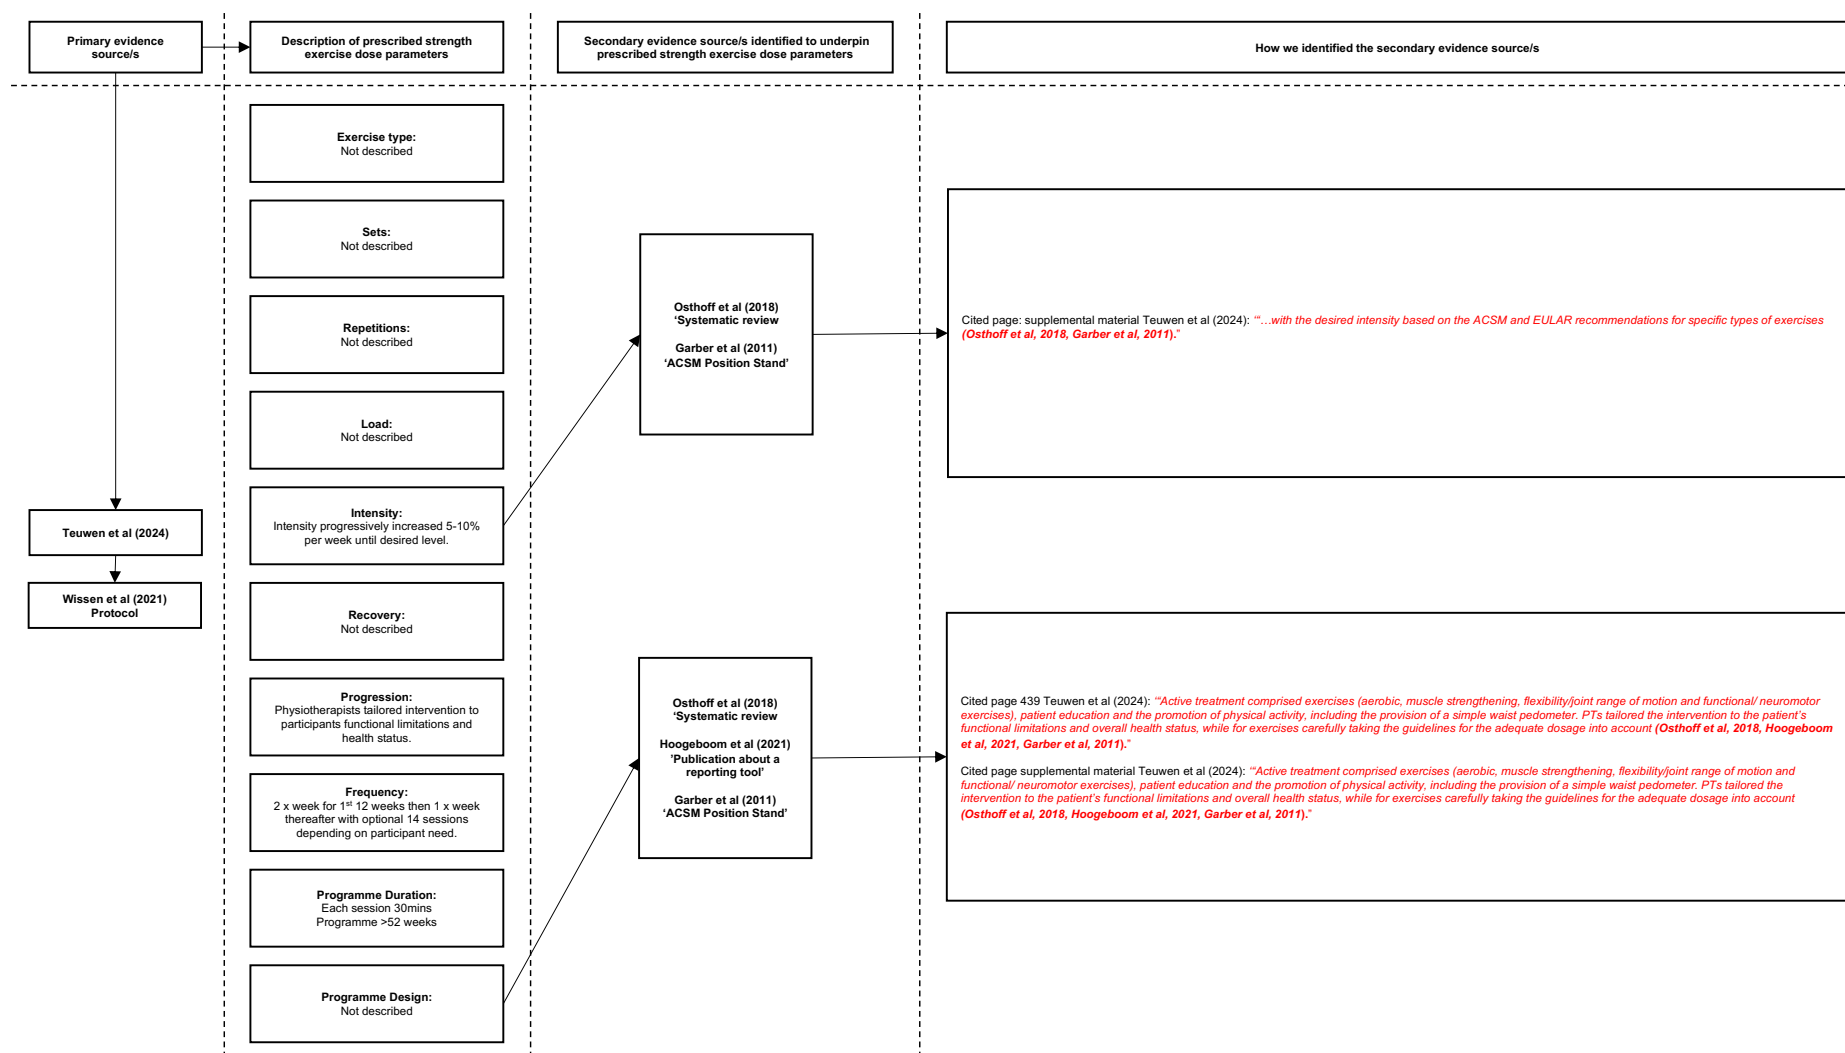 Primary evidence
source/s
Description of prescribed strength
exercise dose parameters
Secondary evidence source/s identified to underpin
prescribed strength exercise dose parameters
How we identified the secondary evidence source/s
Teuwen et al (2024)
Wissen et al (2021)
Protocol
Exercise type:
Not described
Sets:
Not described
Repetitions:
Not described
Load:
Not described
Intensity:
Intensity progressively increased 5-10%
per week until desired level.
Recovery:
Not described
Progression:
Physiotherapists tailored intervention to
participants functional limitations and
health status.
Frequency:
2 x week for 1st 12 weeks then 1 x week
thereafter with optional 14 sessions
depending on participant need.
Programme Duration:
Each session 30mins
Programme >52 weeks
Programme Design:
Not described
Osthoff et al (2018)
‘Systematic review
Garber et al (2011)
‘ACSM Position Stand’
Osthoff et al (2018)
‘Systematic review
Hoogeboom et al (2021)
’Publication about a
reporting tool’
Garber et al (2011)
‘ACSM Position Stand’
Cited page: supplemental material Teuwen et al (2024): ‘“…with the desired intensity based on the ACSM and EULAR recommendations for specific types of exercises
(Osthoff et al, 2018, Garber et al, 2011).”
Cited page 439 Teuwen et al (2024): ‘“Active treatment comprised exercises (aerobic, muscle strengthening, flexibility/joint range of motion and functional/ neuromotor
exercises), patient education and the promotion of physical activity, including the provision of a simple waist pedometer. PTs tailored the intervention to the patient’s
functional limitations and overall health status, while for exercises carefully taking the guidelines for the adequate dosage into account (Osthoff et al, 2018, Hoogeboom
et al, 2021, Garber et al, 2011).”
Cited page supplemental material Teuwen et al (2024): ‘“Active treatment comprised exercises (aerobic, muscle strengthening, flexibility/joint range of motion and
functional/ neuromotor exercises), patient education and the promotion of physical activity, including the provision of a simple waist pedometer. PTs tailored the
intervention to the patient’s functional limitations and overall health status, while for exercises carefully taking the guidelines for the adequate dosage into account
(Osthoff et al, 2018, Hoogeboom et al, 2021, Garber et al, 2011).”